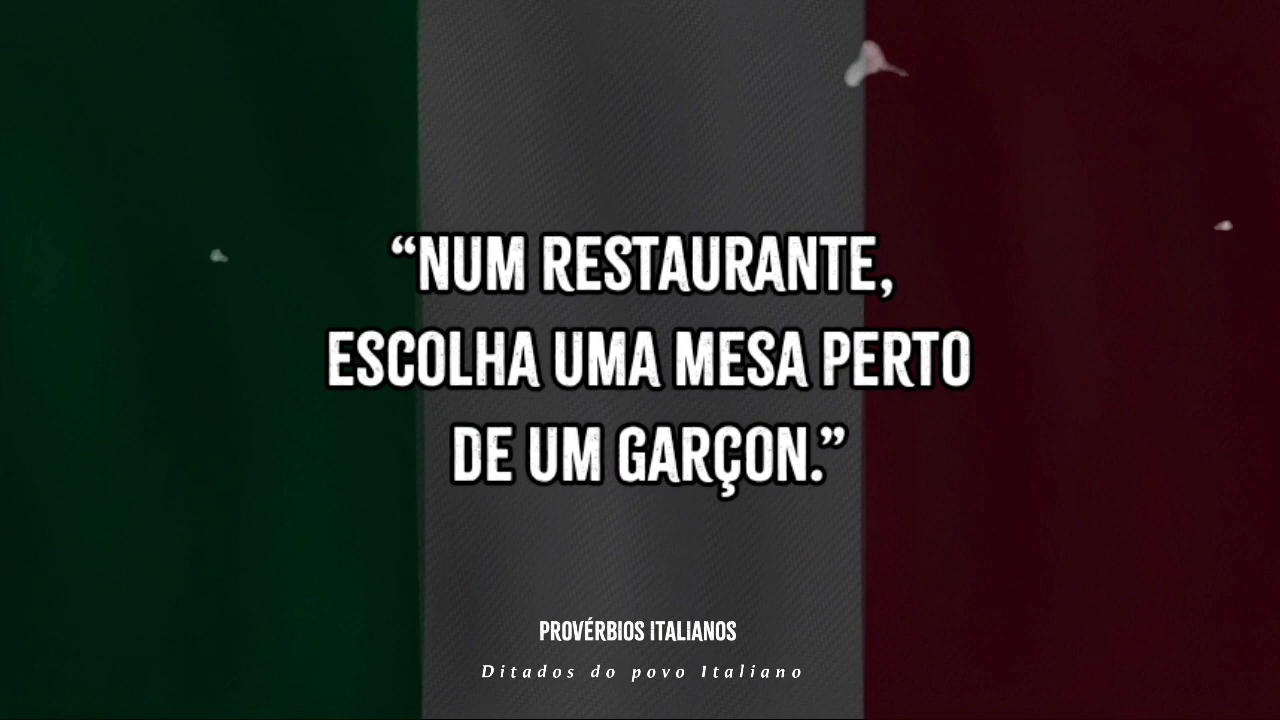 “NUM RESTAURANTE,
ESCOLHA UMA MESA PERTO
DE UM GARÇON.”
PROVÉRBIOS ITALIANOS
Ditados do povo Italiano